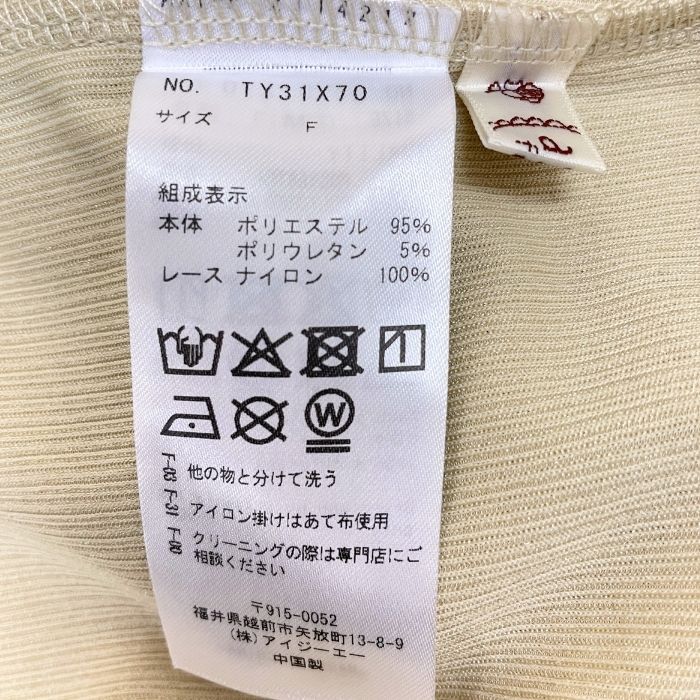 NO. TY31X70
サイズ F
組成表示
本体 ポリエステル 95%
ポリウレタン 5%
レース ナイロン 100%
W
F-03 他の物と分けて洗う
F-31 アイロン掛けはあて布使用
F-00 クリーニングの際は専門店にご
相談ください
〒915-0052
福井県越前市矢放町13-8-9
(株)アイジーエー
中国製